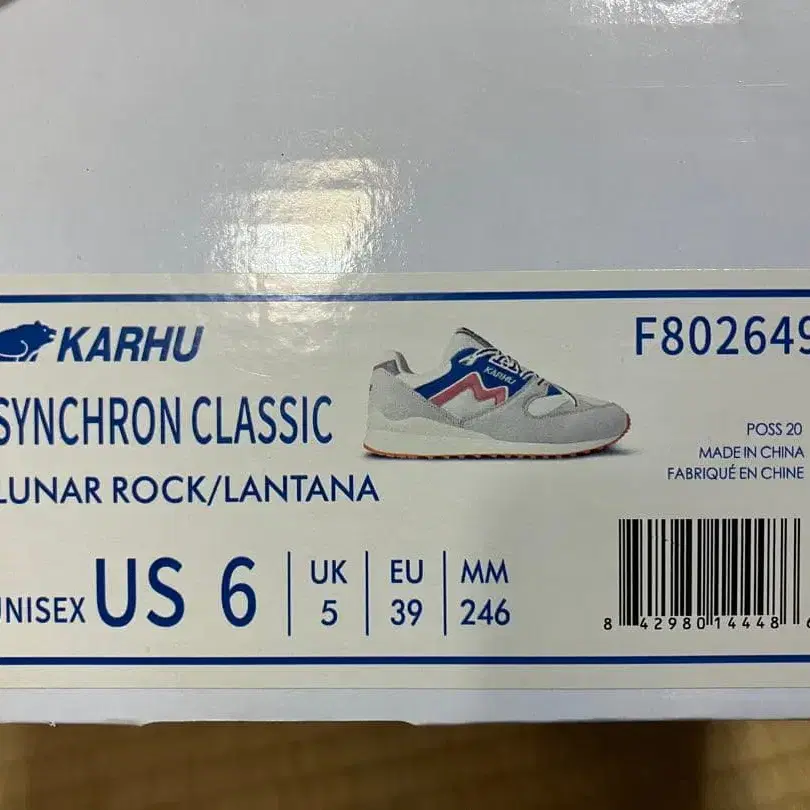 KARHU
F802649
SYNCHRON CLASSIC
KARHU
LUNAR ROCK/LANTANA
POSS 20
MADE IN CHINA
FABRIQUÉ EN CHINE
UNISEX US 6
UK
5
EU
39
MM
246
8 42980 14448 6